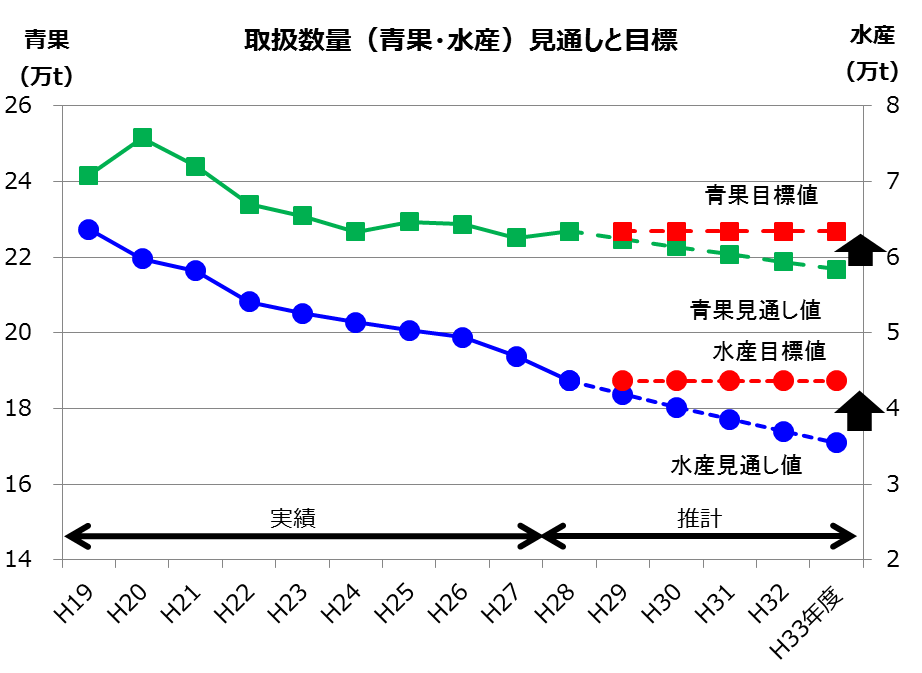 取扱数量（青果・水産）見通しと目標
青果
（万t）
水産
（万t）
26
24
22
20
18
16
14
8
7
6
5
4
3
2
青果目標値
青果見通し値
水産目標値
水産見通し値
実績
推計
H19
H20
H21
H22
H23
H24
H25
H26
H27
H28
H29
H30
H31
H32
H33年度